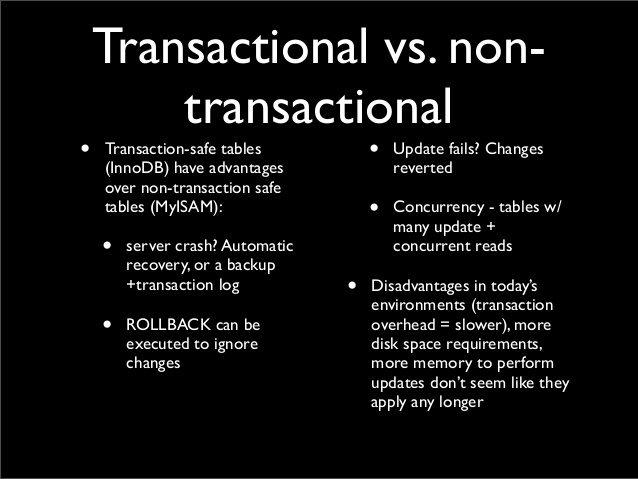 Transactional vs. non-
transactional
• Transaction-safe tables
(InnoDB) have advantages
over non-transaction safe
tables (MyISAM):
• server crash? Automatic
recovery, or a backup
+transaction log
• ROLLBACK can be
executed to ignore
changes
• Update fails? Changes
reverted
• Concurrency - tables w/
many update +
concurrent reads
• Disadvantages in today’s
environments (transaction
overhead = slower), more
disk space requirements,
more memory to perform
updates don’t seem like they
apply any longer